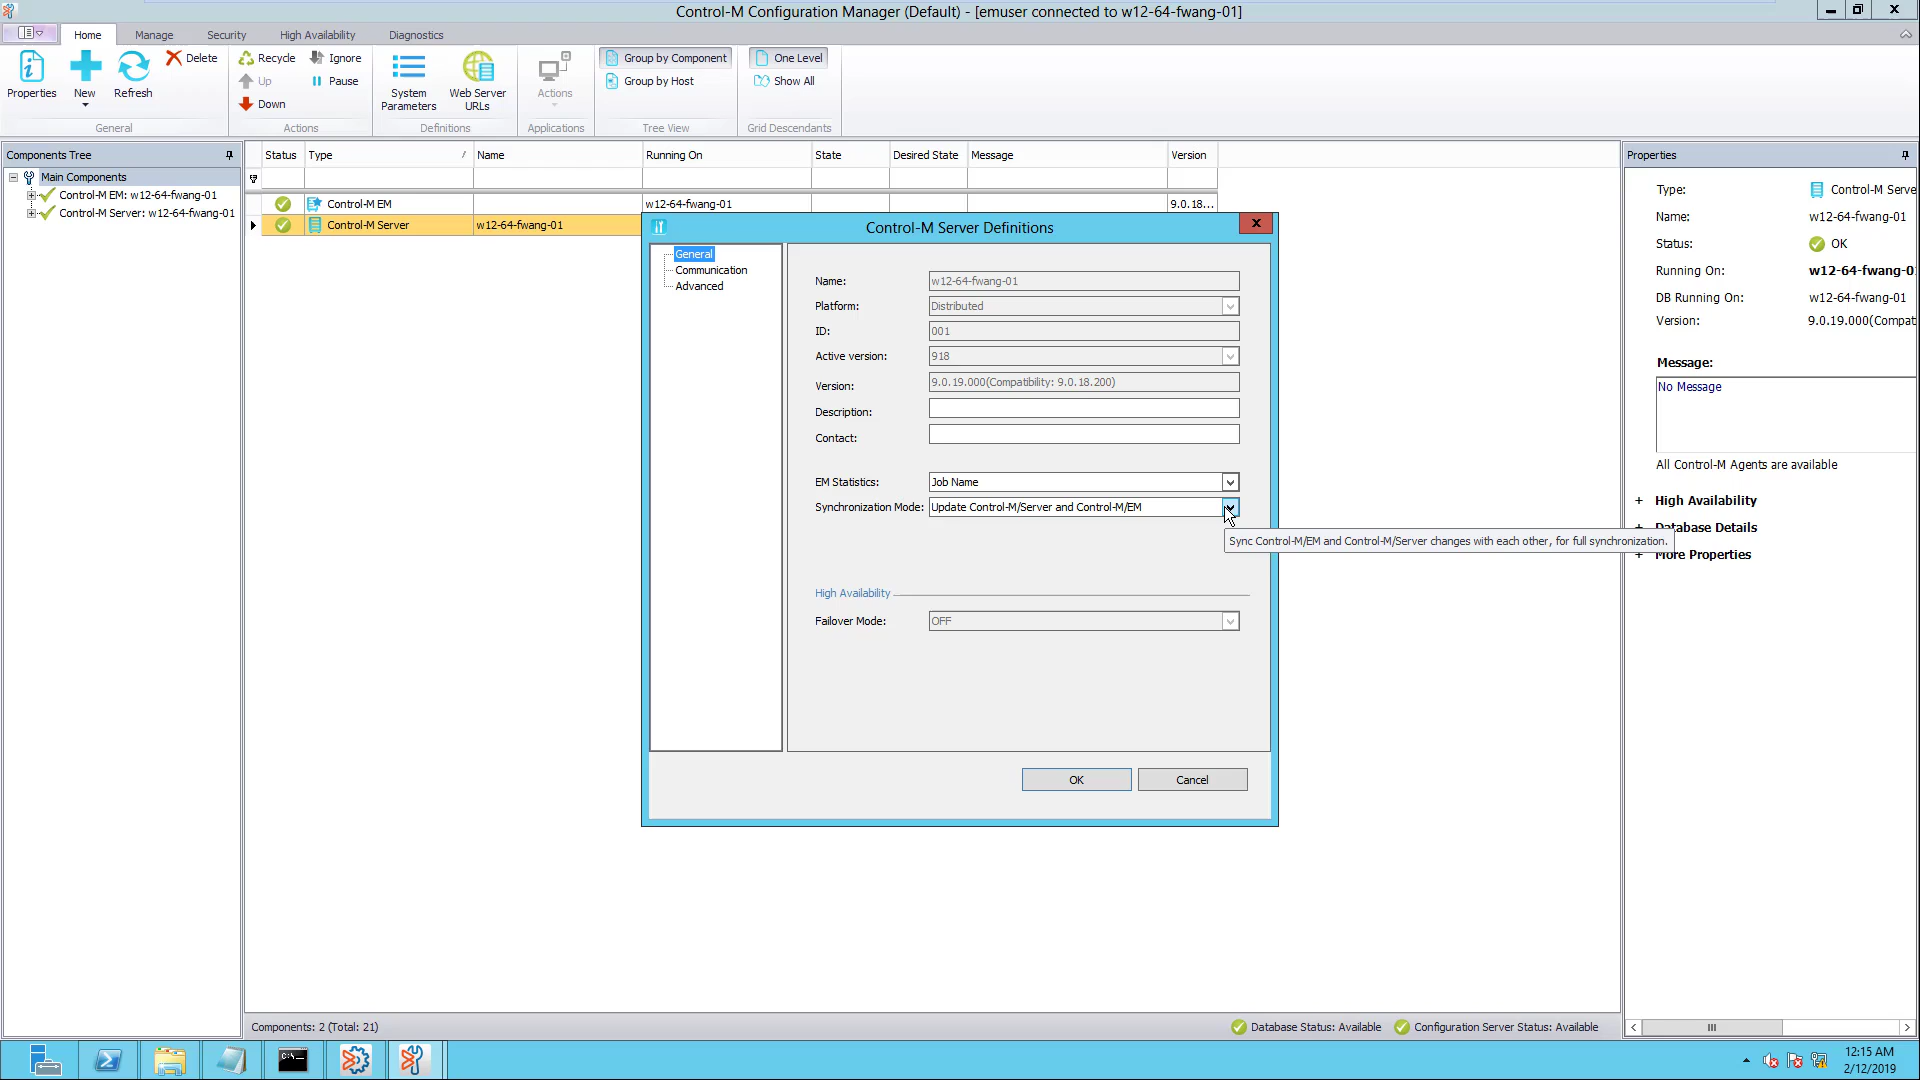 Control-M Configuration Manager (Default) - [emuser connected to w12-64-fwang-01]
Home Manage Security High Availability Diagnostics
Properties
New
Refresh
Delete
General
Recycle
Up
Down
Ignore
Pause
Actions
System
Parameters
Web Server
URLs
Definitions
Actions
Applications
Group by Component
Group by Host
Tree View
One Level
Show All
Grid Descendants
Components Tree
Main Components
Control-M EM: w12-64-fwang-01
Control-M Server: w12-64-fwang-01
Status Type Name Running On State Desired State Message Version
Control-M EM w12-64-fwang-01 9.0.18...
Control-M Server w12-64-fwang-01
Control-M Server Definitions
General
Communication
Advanced
Name: w12-64-fwang-01
Platform: Distributed
ID: 001
Active version: 918
Version: 9.0.19.000(Compatibility: 9.0.18.200)
Description:
Contact:
EM Statistics: Job Name
Synchronization Mode: Update Control-M/Server and Control-M/EM
Sync Control-M/EM and Control-M/Server changes with each other, for full synchronization.
High Availability
Failover Mode: OFF
OK Cancel
Properties
Type: Control-M Serve
Name: w12-64-fwang-01
Status: OK
Running On: w12-64-fwang-0
DB Running On: w12-64-fwang-01
Version: 9.0.19.000(Compat
Message:
No Message
All Control-M Agents are available
+ High Availability
+ Database Details
+ More Properties
Components: 2 (Total: 21)
Database Status: Available Configuration Server Status: Available
12:15 AM
2/12/2019